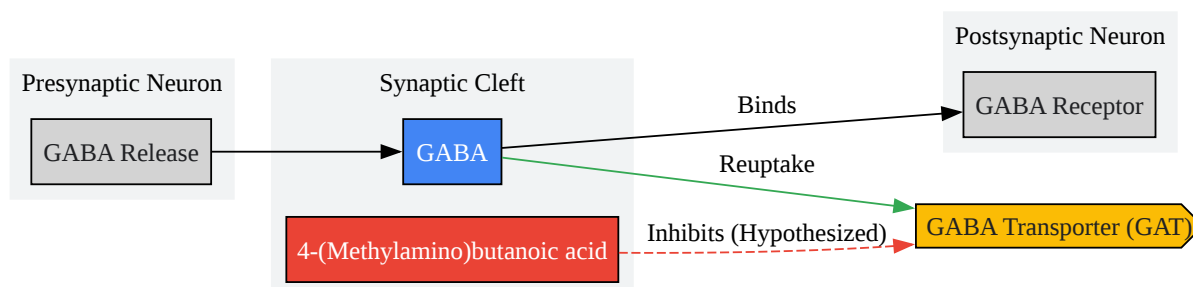 Presynaptic Neuron
GABA Release
Synaptic Cleft
GABA
4-(Methylamino)butanoic acid
Binds
Reuptake
Inhibits (Hypothesized)
Postsynaptic Neuron
GABA Receptor
GABA Transporter (GAT)